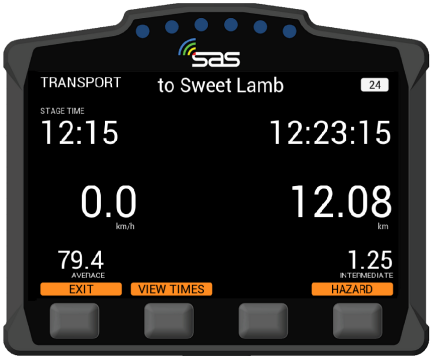 sas
TRANSPORT to Sweet Lamb 24
STAGE TIME
12:15 12:23:15
0.0 12.08
km/h km
79.4 1.25
AVERAGE INTERMEDIATE
EXIT VIEW TIMES HAZARD